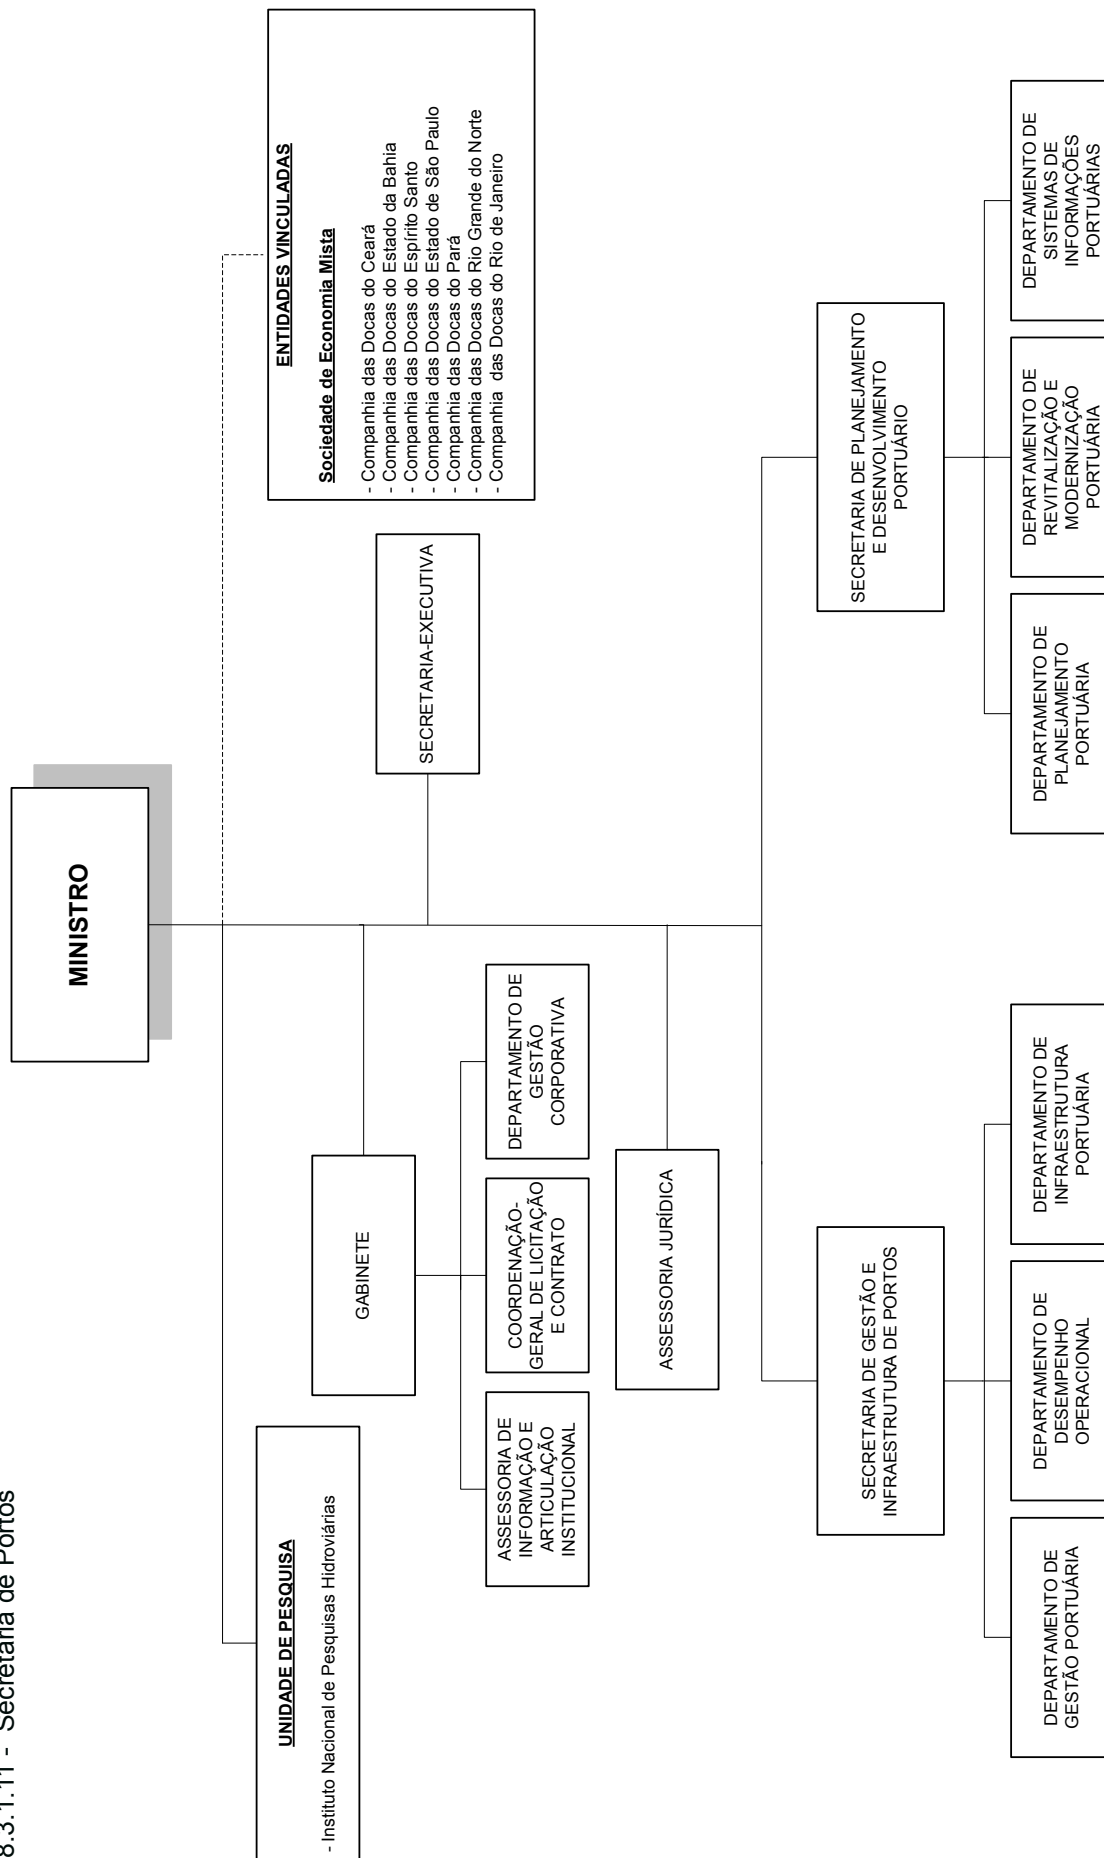 8.3.1.11 - Secretaria de Portos
MINISTRO
UNIDADE DE PESQUISA
- Instituto Nacional de Pesquisas Hidroviárias
ENTIDADES VINCULADAS
Sociedade de Economia Mista
- Companhia das Docas do Ceará
- Companhia das Docas do Estado da Bahia
- Companhia das Docas do Espírito Santo
- Companhia das Docas do Estado de São Paulo
- Companhia das Docas do Pará
- Companhia das Docas do Rio Grande do Norte
- Companhia das Docas do Rio de Janeiro
GABINETE
SECRETARIA-EXECUTIVA
ASSESSORIA DE
INFORMAÇÃO E
ARTICULAÇÃO
INSTITUCIONAL
COORDENAÇÃO-
GERAL DE LICITAÇÃO
E CONTRATO
DEPARTAMENTO DE
GESTÃO
CORPORATIVA
ASSESSORIA JURÍDICA
SECRETARIA DE GESTÃO E
INFRAESTRUTURA DE PORTOS
SECRETARIA DE PLANEJAMENTO
E DESENVOLVIMENTO
PORTUÁRIO
DEPARTAMENTO DE
GESTÃO PORTUÁRIA
DEPARTAMENTO DE
DESEMPENHO
OPERACIONAL
DEPARTAMENTO DE
INFRAESTRUTURA
PORTUÁRIA
DEPARTAMENTO DE
PLANEJAMENTO
PORTUÁRIA
DEPARTAMENTO DE
REVITALIZAÇÃO E
MODERNIZAÇÃO
PORTUÁRIA
DEPARTAMENTO DE
SISTEMAS DE
INFORMAÇÕES
PORTUÁRIAS